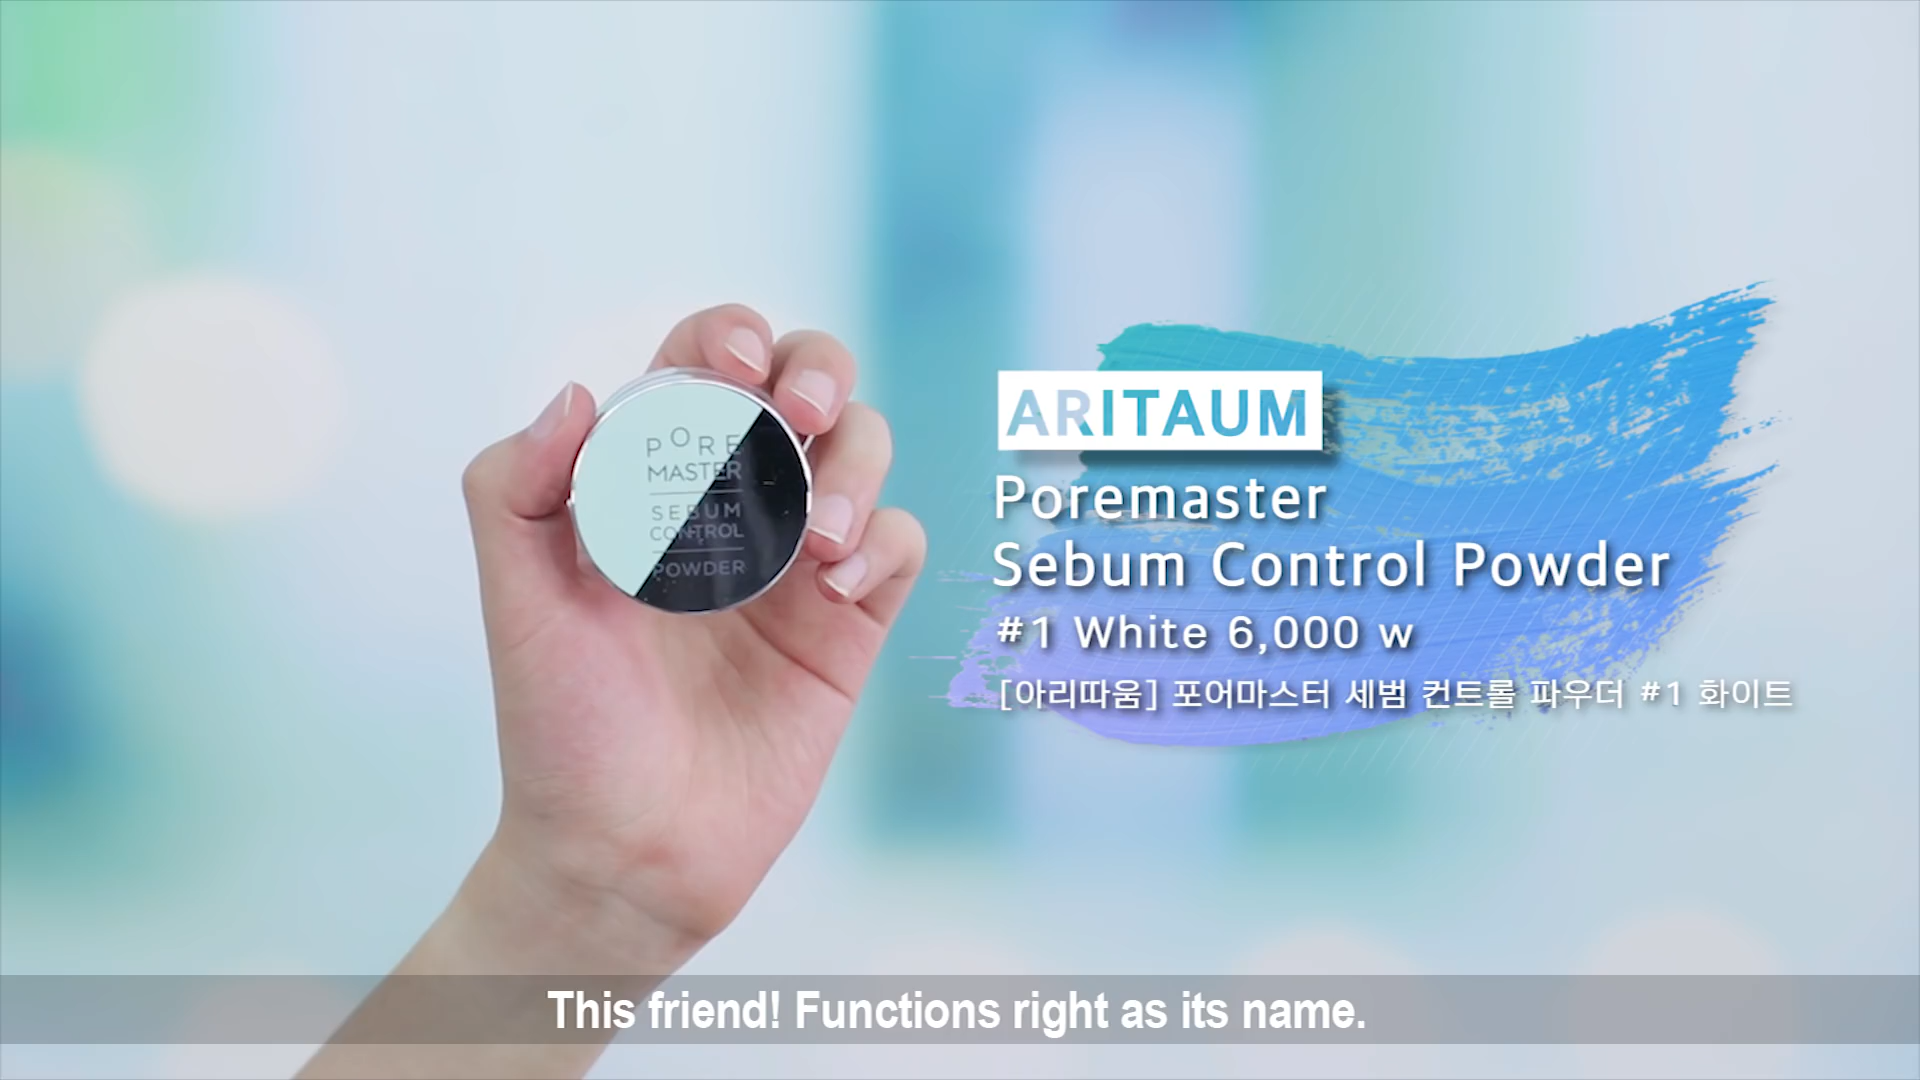 PORE
MASTER
SEBUM
CONTROL
POWDER
ARITAUM
Poremaster
Sebum Control Powder
#1 White 6,000 w
[아리따움] 포어마스터 세범 컨트롤 파우더 #1 화이트
This friend! Functions right as its name.